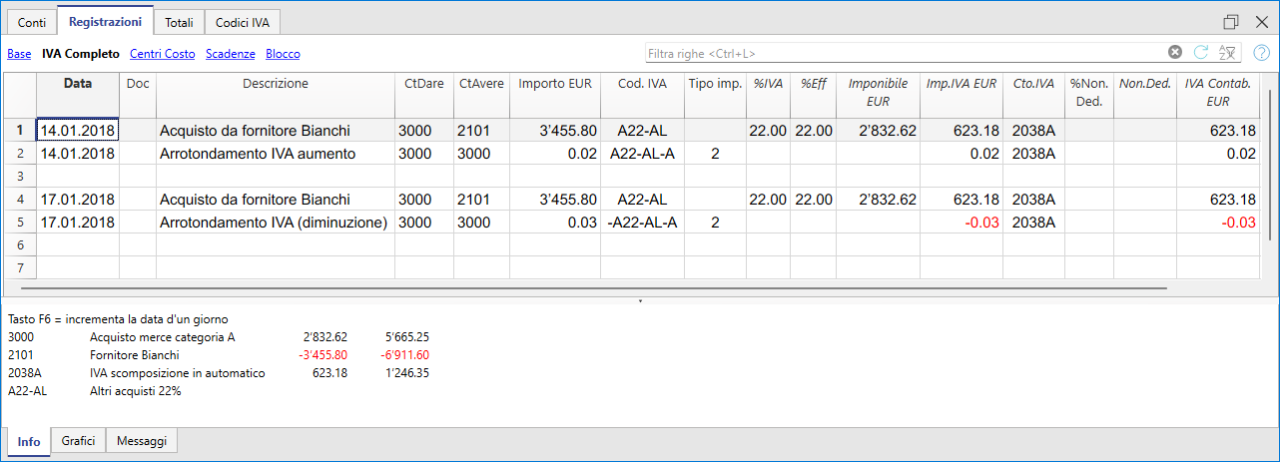 Conti Registrazioni Totali Codici IVA
Base IVA Completo Centri Costo Scadenze Blocco Filtra righe <Ctrl+L>
Data Doc Descrizione CtDare CtAvere Importo EUR Cod. IVA Tipo imp. %IVA %Eff Imponibile EUR Imp.IVA EUR Cto.IVA %Non. Ded. Non.Ded. IVA Contab. EUR
1 14.01.2018 Acquisto da fornitore Bianchi 3000 2101 3'455.80 A22-AL 22.00 22.00 2'832.62 623.18 2038A 623.18
2 14.01.2018 Arrotondamento IVA aumento 3000 3000 0.02 A22-AL-A 2 0.02 2038A 0.02
3
4 17.01.2018 Acquisto da fornitore Bianchi 3000 2101 3'455.80 A22-AL 22.00 22.00 2'832.62 623.18 2038A 623.18
5 17.01.2018 Arrotondamento IVA (diminuzione) 3000 3000 0.03 -A22-AL-A 2 -0.03 2038A -0.03
6
7
Tasto F6 = incrementa la data d'un giorno
3000 Acquisto merce categoria A 2'832.62 5'665.25
2101 Fornitore Bianchi -3'455.80 -6'911.60
2038A IVA scomposizione in automatico 623.18 1'246.35
A22-AL Altri acquisti 22%
Info Grafici Messaggi